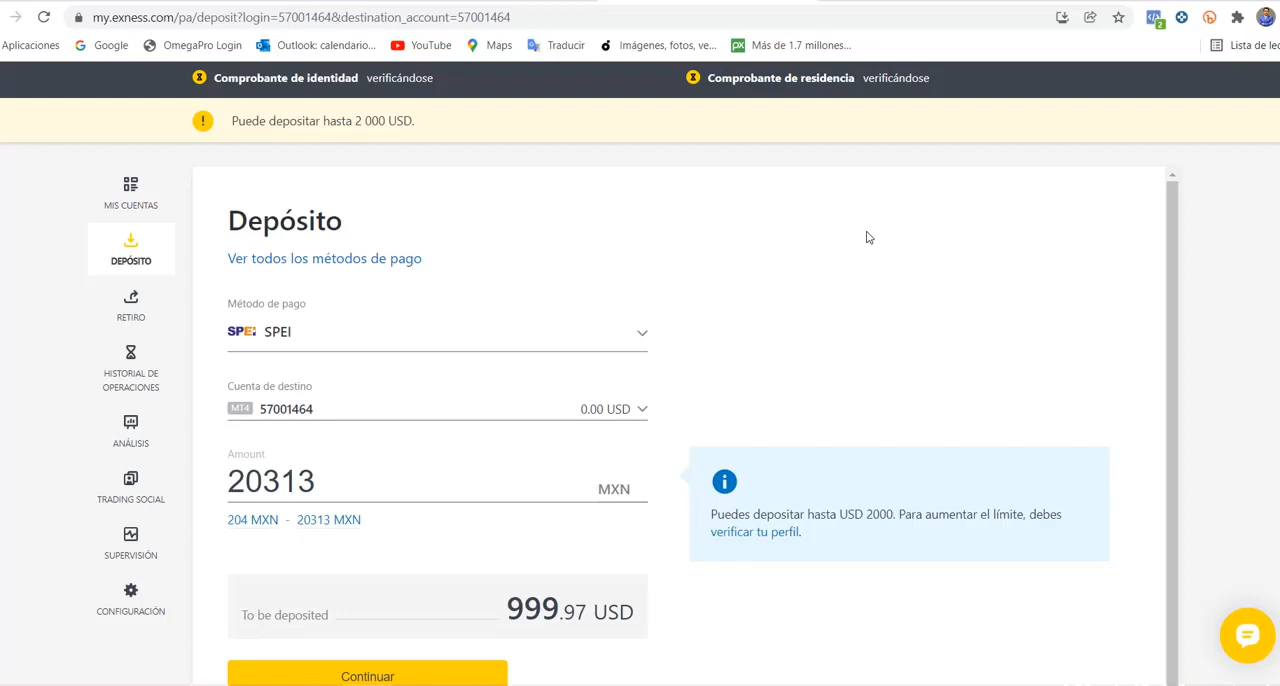 my.exness.com/pa/deposit?login=57001464&destination_account=57001464
2
Aplicaciones
Google
OmegaPro Login
Outlook: calendario...
YouTube
Maps
Traducir
Imágenes, fotos, ve...
px
Más de 1.7 millones...
Lista de lec
Comprobante de identidad verificándose
Comprobante de residencia verificándose
! Puede depositar hasta 2 000 USD.
MIS CUENTAS
DEPÓSITO
RETIRO
HISTORIAL DE
OPERACIONES
ANÁLISIS
TRADING SOCIAL
SUPERVISIÓN
CONFIGURACIÓN
Depósito
Ver todos los métodos de pago
Método de pago
SPEI SPEI
Cuenta de destino
MT4 57001464 0.00 USD
Amount
20313 MXN
204 MXN - 20313 MXN
Puedes depositar hasta USD 2000. Para aumentar el límite, debes
verificar tu perfil.
To be deposited 999.97 USD
Continuar